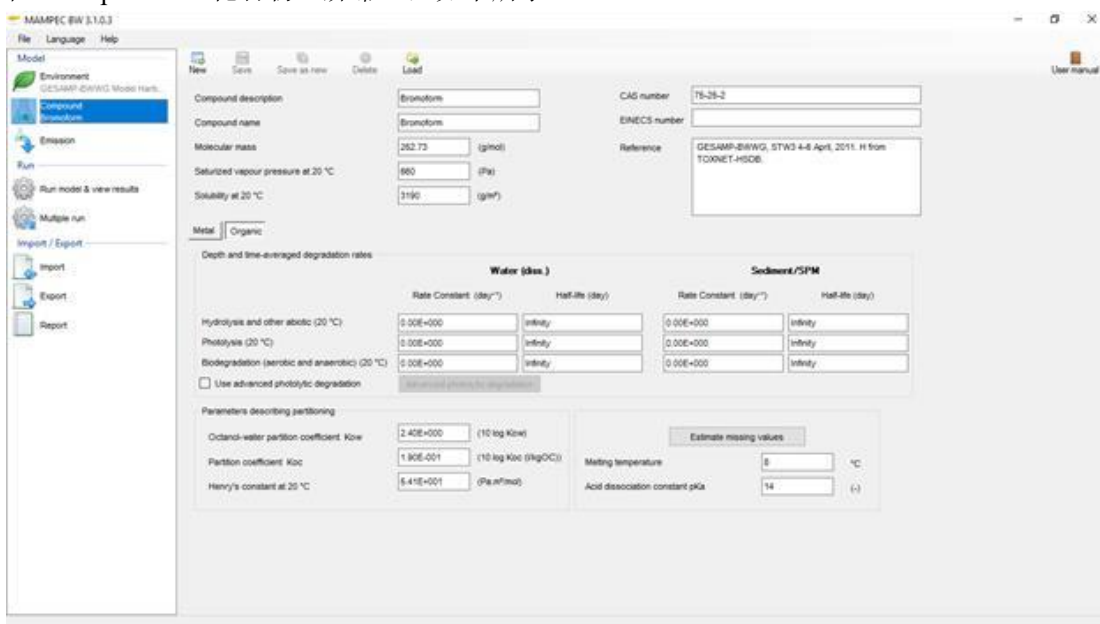 MAMPEC BW 3.1.0.3
File Language Help
Model
Environment
GESAMP-BWWG Model Harb..
Compound
Bromoform
Emission
Run
Run model & view results
Multiple run
Import / Export
Import
Export
Report
New Save Save as new Delete Load
User manual
Compound description Bromoform
Compound name Bromoform
Molecular mass 252.73 (g/mol)
Saturized vapour pressure at 20 °C 660 (Pa)
Solubility at 20 °C 3190 (g/m³)
CAS number 75-25-2
EINECS number
Reference GESAMP-BWWG, STW3 4-8 April, 2011. H from
TOXNET-HSDB.
Metal Organic
Depth and time-averaged degradation rates
Water (diss.) Sediment/SPM
Rate Constant (day⁻¹) Half-life (day) Rate Constant (day⁻¹) Half-life (day)
Hydrolysis and other abiotic (20 °C) 0.00E+000 Infinity 0.00E+000 Infinity
Photolysis (20 °C) 0.00E+000 Infinity 0.00E+000 Infinity
Biodegradation (aerobic and anaerobic) (20 °C) 0.00E+000 Infinity 0.00E+000 Infinity
Use advanced photolytic degradation Advanced photolytic degradation
Parameters describing partitioning
Octanol-water partition coefficient Kow 2.40E+000 (10 log Kow)
Partition coefficient Koc 1.90E-001 (10 log Koc (l/kgOC))
Henry's constant at 20 °C 5.41E+001 (Pa.m³/mol)
Estimate missing values
Melting temperature 8 °C
Acid dissociation constant pKa 14 (-)